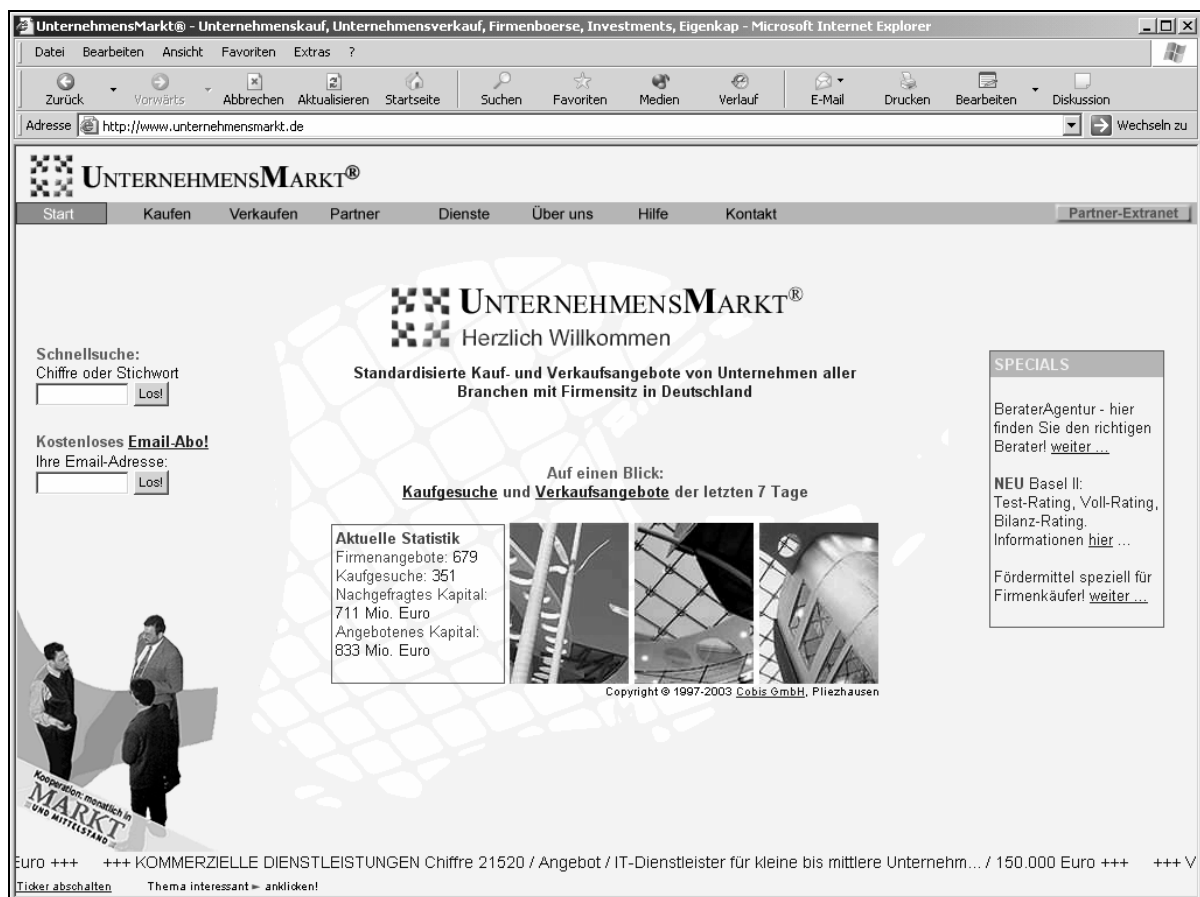 UnternehmensMarkt® - Unternehmenskauf, Unternehmensverkauf, Firmenboerse, Investments, Eigenkap - Microsoft Internet Explorer
Datei Bearbeiten Ansicht Favoriten Extras ?
Zurück Vorwärts Abbrechen Aktualisieren Startseite Suchen Favoriten Medien Verlauf E-Mail Drucken Bearbeiten Diskussion
Adresse http://www.unternehmensmarkt.de Wechseln zu
UNTERNEHMENSMARKT®
Start Kaufen Verkaufen Partner Dienste Über uns Hilfe Kontakt Partner-Extranet
UNTERNEHMENSMARKT®
Herzlich Willkommen
Standardisierte Kauf- und Verkaufsangebote von Unternehmen aller
Branchen mit Firmensitz in Deutschland
Schnellsuche:
Chiffre oder Stichwort
Los!
Kostenloses Email-Abo!
Ihre Email-Adresse:
Los!
Auf einen Blick:
Kaufgesuche und Verkaufsangebote der letzten 7 Tage
Aktuelle Statistik
Firmenangebote: 679
Kaufgesuche: 351
Nachgefragtes Kapital:
711 Mio. Euro
Angebotenes Kapital:
833 Mio. Euro
Copyright © 1997-2003 Cobis GmbH, Pliezhausen
SPECIALS
BeraterAgentur - hier
finden Sie den richtigen
Berater! weiter ...
NEU Basel II:
Test-Rating, Voll-Rating,
Bilanz-Rating.
Informationen hier ...
Fördermittel speziell für
Firmenkäufer! weiter ...
Kooperation: monatlich in
MARKT
UND MITTELSTAND
Euro +++ +++ KOMMERZIELLE DIENSTLEISTUNGEN Chiffre 21520 / Angebot / IT-Dienstleister für kleine bis mittlere Unternehm... / 150.000 Euro +++ +++ V
Ticker abschalten Thema interessant ► anklicken!